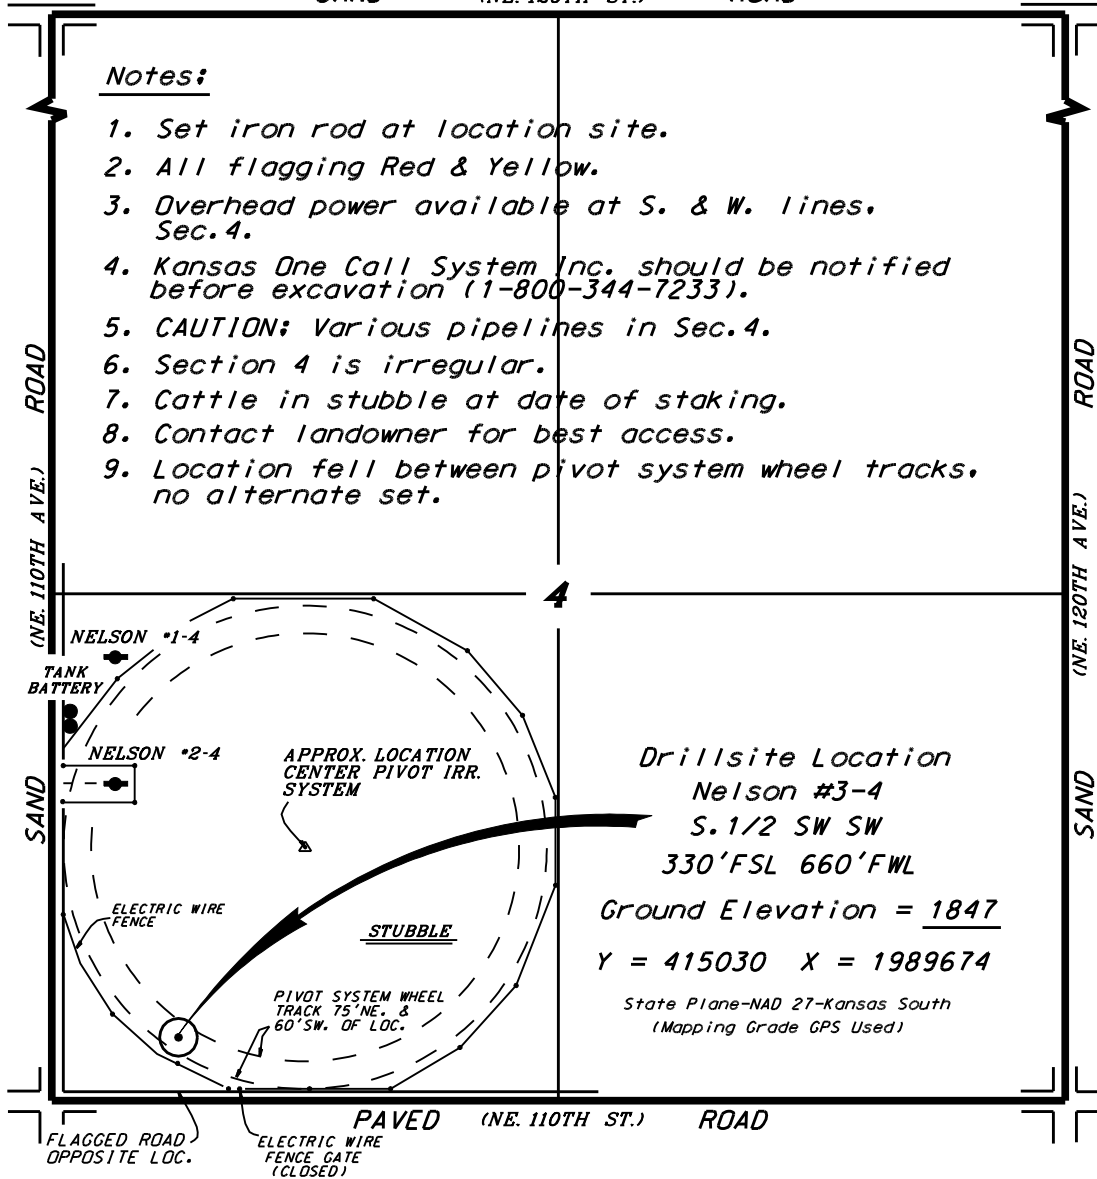 (NE. 120TH ST.)
ROAD
Notes:
1. Set iron rod at location site.
2. All flagging Red & Yellow.
3. Overhead power available at S. & W. lines,
Sec.4.
4. Kansas One Call System Inc. should be notified
before excavation (1-800-344-7233).
5. CAUTION: Various pipelines in Sec.4.
6. Section 4 is irregular.
7. Cattle in stubble at date of staking.
8. Contact landowner for best access.
9. Location fell between pivot system wheel tracks,
no alternate set.
ROAD
(NE. 110TH AVE.)
SAND
ROAD
(NE. 120TH AVE.)
SAND
4
NELSON #1-4
TANK
BATTERY
NELSON #2-4
APPROX. LOCATION
CENTER PIVOT IRR.
SYSTEM
Drillsite Location
Nelson #3-4
S.1/2 SW SW
330'FSL 660'FWL
Ground Elevation = 1847
Y = 415030 X = 1989674
State Plane-NAD 27-Kansas South
(Mapping Grade GPS Used)
ELECTRIC WIRE
FENCE
STUBBLE
PIVOT SYSTEM WHEEL
TRACK 75'NE. &
60'SW. OF LOC.
PAVED (NE. 110TH ST.) ROAD
FLAGGED ROAD
OPPOSITE LOC.
ELECTRIC WIRE
FENCE GATE
(CLOSED)